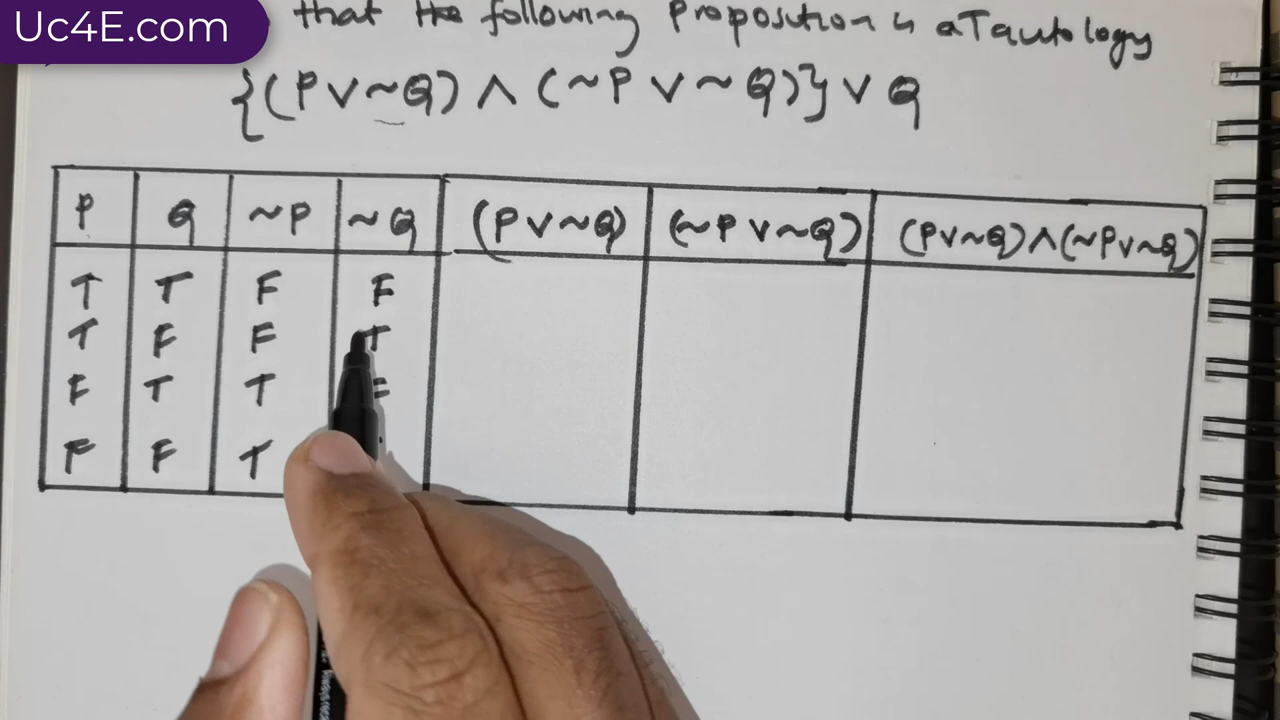 Uc4E.com
that the following Proposition is a Tautology
{(P∨~Q) ∧ (~P ∨ ~Q)} ∨ Q
P Q ~P ~Q (P∨~Q) (~P∨~Q) (P∨~Q)∧(~P∨~Q)
T T F F
T F F T
F T T F
F F T